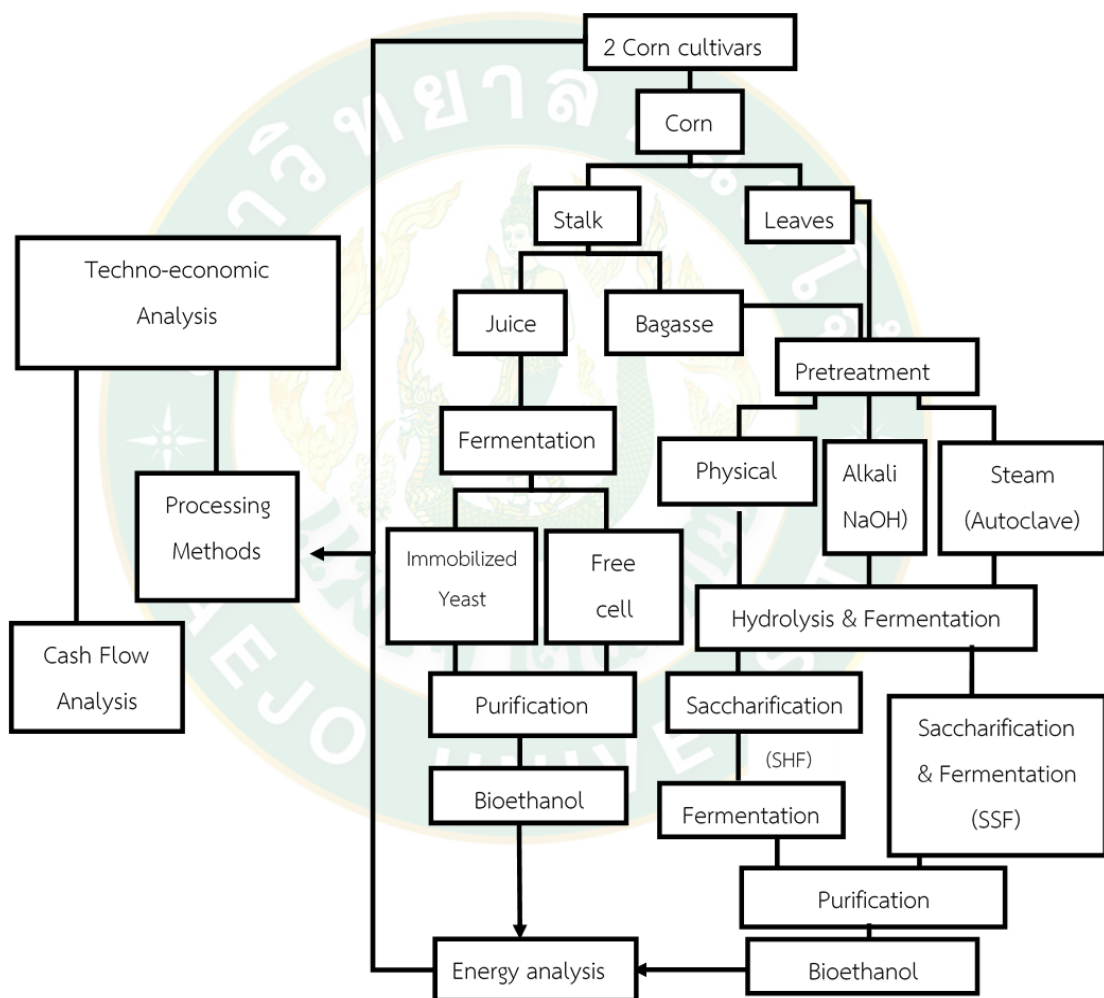 2 Corn cultivars
Corn
Stalk
Leaves
Techno-economic
Analysis
Juice
Bagasse
Pretreatment
Fermentation
Physical
Alkali
NaOH)
Steam
(Autoclave)
Processing
Methods
Immobilized
Yeast
Free
cell
Hydrolysis & Fermentation
Cash Flow
Analysis
Purification
Saccharification
(SHF)
Saccharification
& Fermentation
(SSF)
Bioethanol
Fermentation
Purification
Energy analysis
Bioethanol